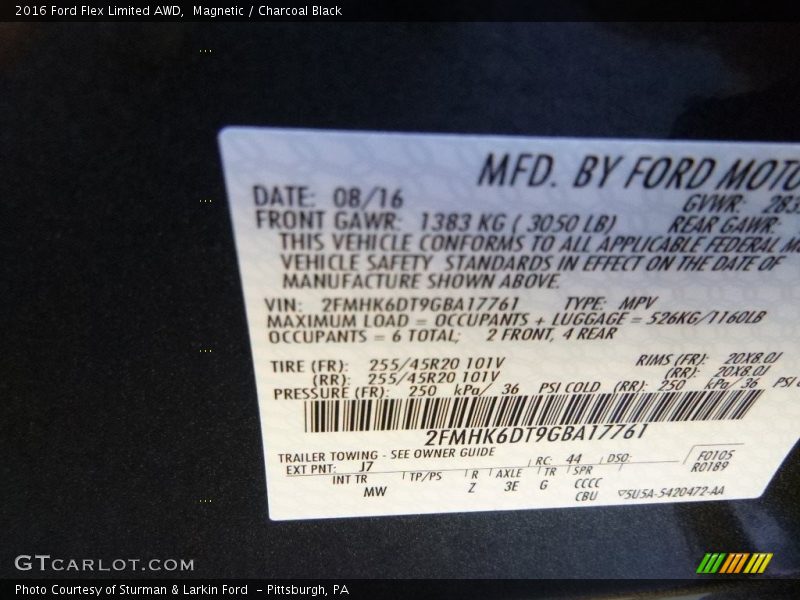 2016 Ford Flex Limited AWD, Magnetic / Charcoal Black
MFD. BY FORD MOTO
DATE: 08/16 GVWR: 283
FRONT GAWR: 1383 KG ( 3050 LB) REAR GAWR:
THIS VEHICLE CONFORMS TO ALL APPLICABLE FEDERAL MO
VEHICLE SAFETY STANDARDS IN EFFECT ON THE DATE OF
MANUFACTURE SHOWN ABOVE.
VIN: 2FMHK6DT9GBA17761 TYPE: MPV
MAXIMUM LOAD = OCCUPANTS + LUGGAGE = 526KG/1160LB
OCCUPANTS = 6 TOTAL; 2 FRONT, 4 REAR
TIRE (FR): 255/45R20 101V RIMS (FR): 20X8.0J
(RR): 255/45R20 101V (RR): 20X8.0J
PRESSURE (FR): 250 kPa/ 36 PSI COLD (RR): 250 kPa/ 36 PSI
2FMHK6DT9GBA17761
TRAILER TOWING - SEE OWNER GUIDE
EXT PNT: J7 RC: 44 DSO: F0105
INT TR TP/PS R AXLE TR SPR R0189
MW Z 3E G CCCC
CBU 5U5A-5420472-AA
GTCARLOT.COM
Photo Courtesy of Sturman & Larkin Ford - Pittsburgh, PA